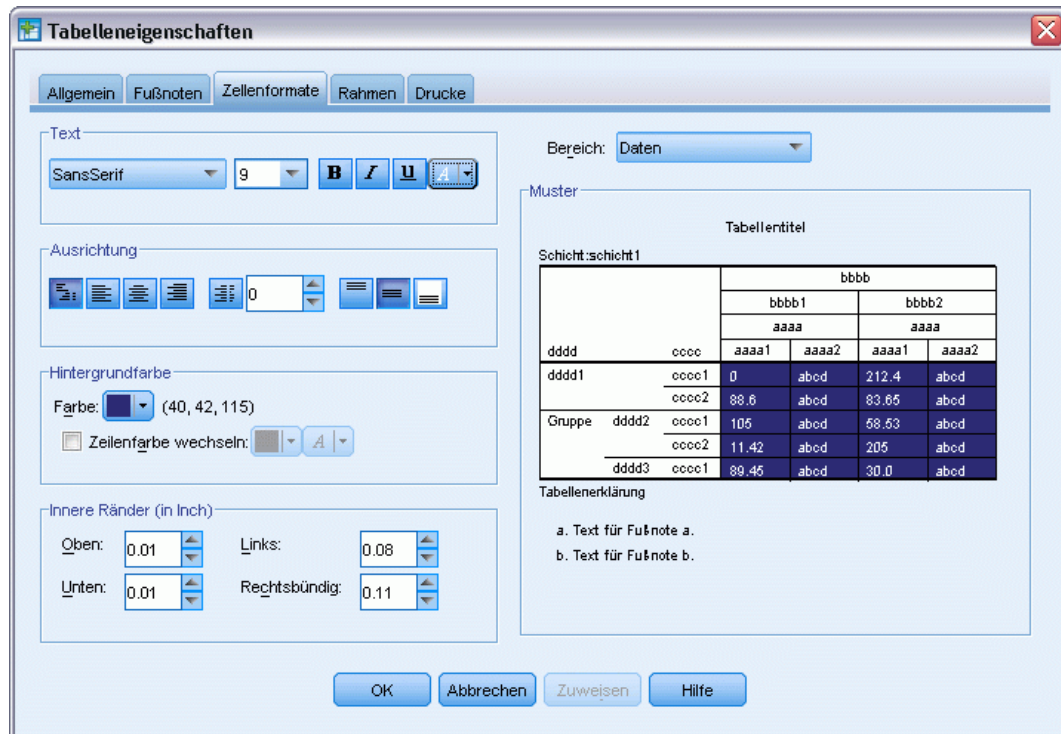 Tabelleneigenschaften
Allgemein Fußnoten Zellenformate Rahmen Drucke
Text
SansSerif 9 B I U A
Bereich: Daten
Ausrichtung
0
Hintergrundfarbe
Farbe: (40, 42, 115)
Zeilenfarbe wechseln: A
Innere Ränder (in Inch)
Oben: 0.01 Links: 0.08
Unten: 0.01 Rechtsbündig: 0.11
Muster
Tabellentitel
Schicht:schicht1
bbbb
bbbb1 bbbb2
aaaa aaaa
dddd cccc aaaa1 aaaa2 aaaa1 aaaa2
dddd1 cccc1 0 abcd 212.4 abcd
cccc2 88.6 abcd 83.65 abcd
Gruppe dddd2 cccc1 105 abcd 58.53 abcd
cccc2 11.42 abcd 205 abcd
dddd3 cccc1 89.45 abcd 30.0 abcd
Tabellenerklärung
a. Text für Fußnote a.
b. Text für Fußnote b.
OK Abbrechen Zuweisen Hilfe